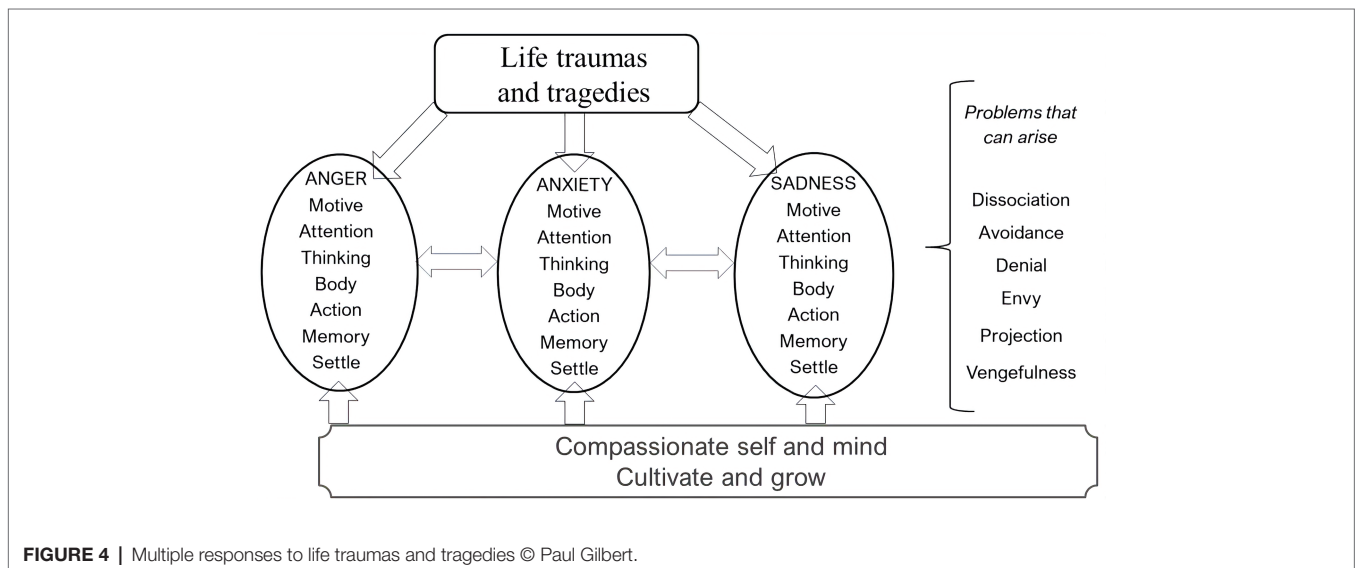 Life traumas
and tragedies
ANGER
Motive
Attention
Thinking
Body
Action
Memory
Settle
ANXIETY
Motive
Attention
Thinking
Body
Action
Memory
Settle
SADNESS
Motive
Attention
Thinking
Body
Action
Memory
Settle
Problems that
can arise
Dissociation
Avoidance
Denial
Envy
Projection
Vengefulness
Compassionate self and mind
Cultivate and grow
FIGURE 4 | Multiple responses to life traumas and tragedies © Paul Gilbert.